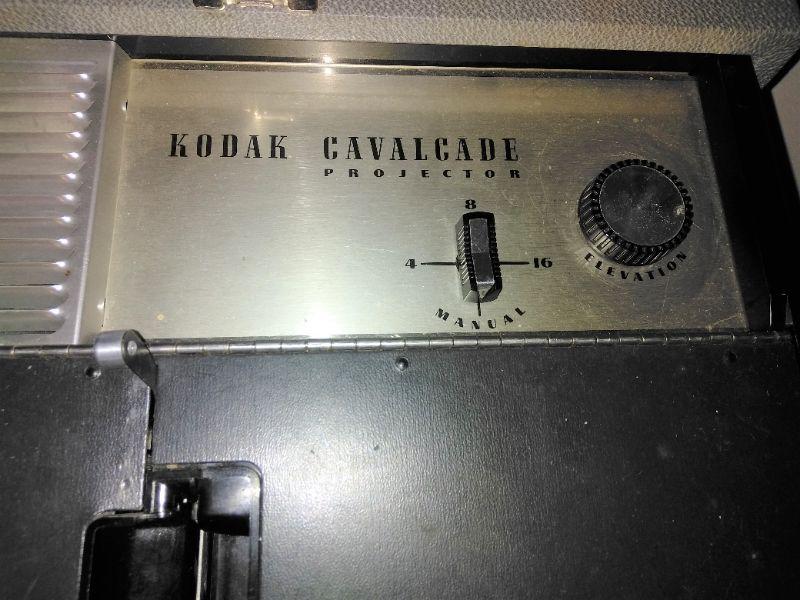 KODAK CAVALCADE
PROJECTOR
8
4 16
MANUAL
ELEVATION